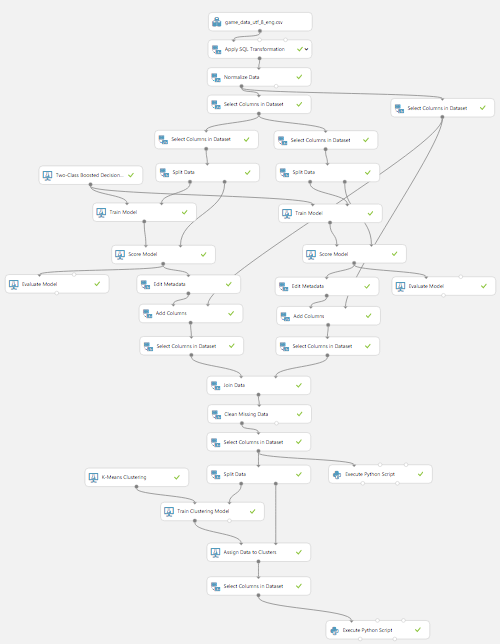 game_data_utf_8_eng.csv
Apply SQL Transformation
Normalize Data
Select Columns in Dataset
Select Columns in Dataset
Select Columns in Dataset
Select Columns in Dataset
Split Data
Split Data
Two-Class Boosted Decision...
Train Model
Train Model
Score Model
Score Model
Evaluate Model
Edit Metadata
Edit Metadata
Evaluate Model
Add Columns
Add Columns
Select Columns in Dataset
Select Columns in Dataset
Join Data
Clean Missing Data
Select Columns in Dataset
K-Means Clustering
Split Data
Execute Python Script
Train Clustering Model
Assign Data to Clusters
Select Columns in Dataset
Execute Python Script